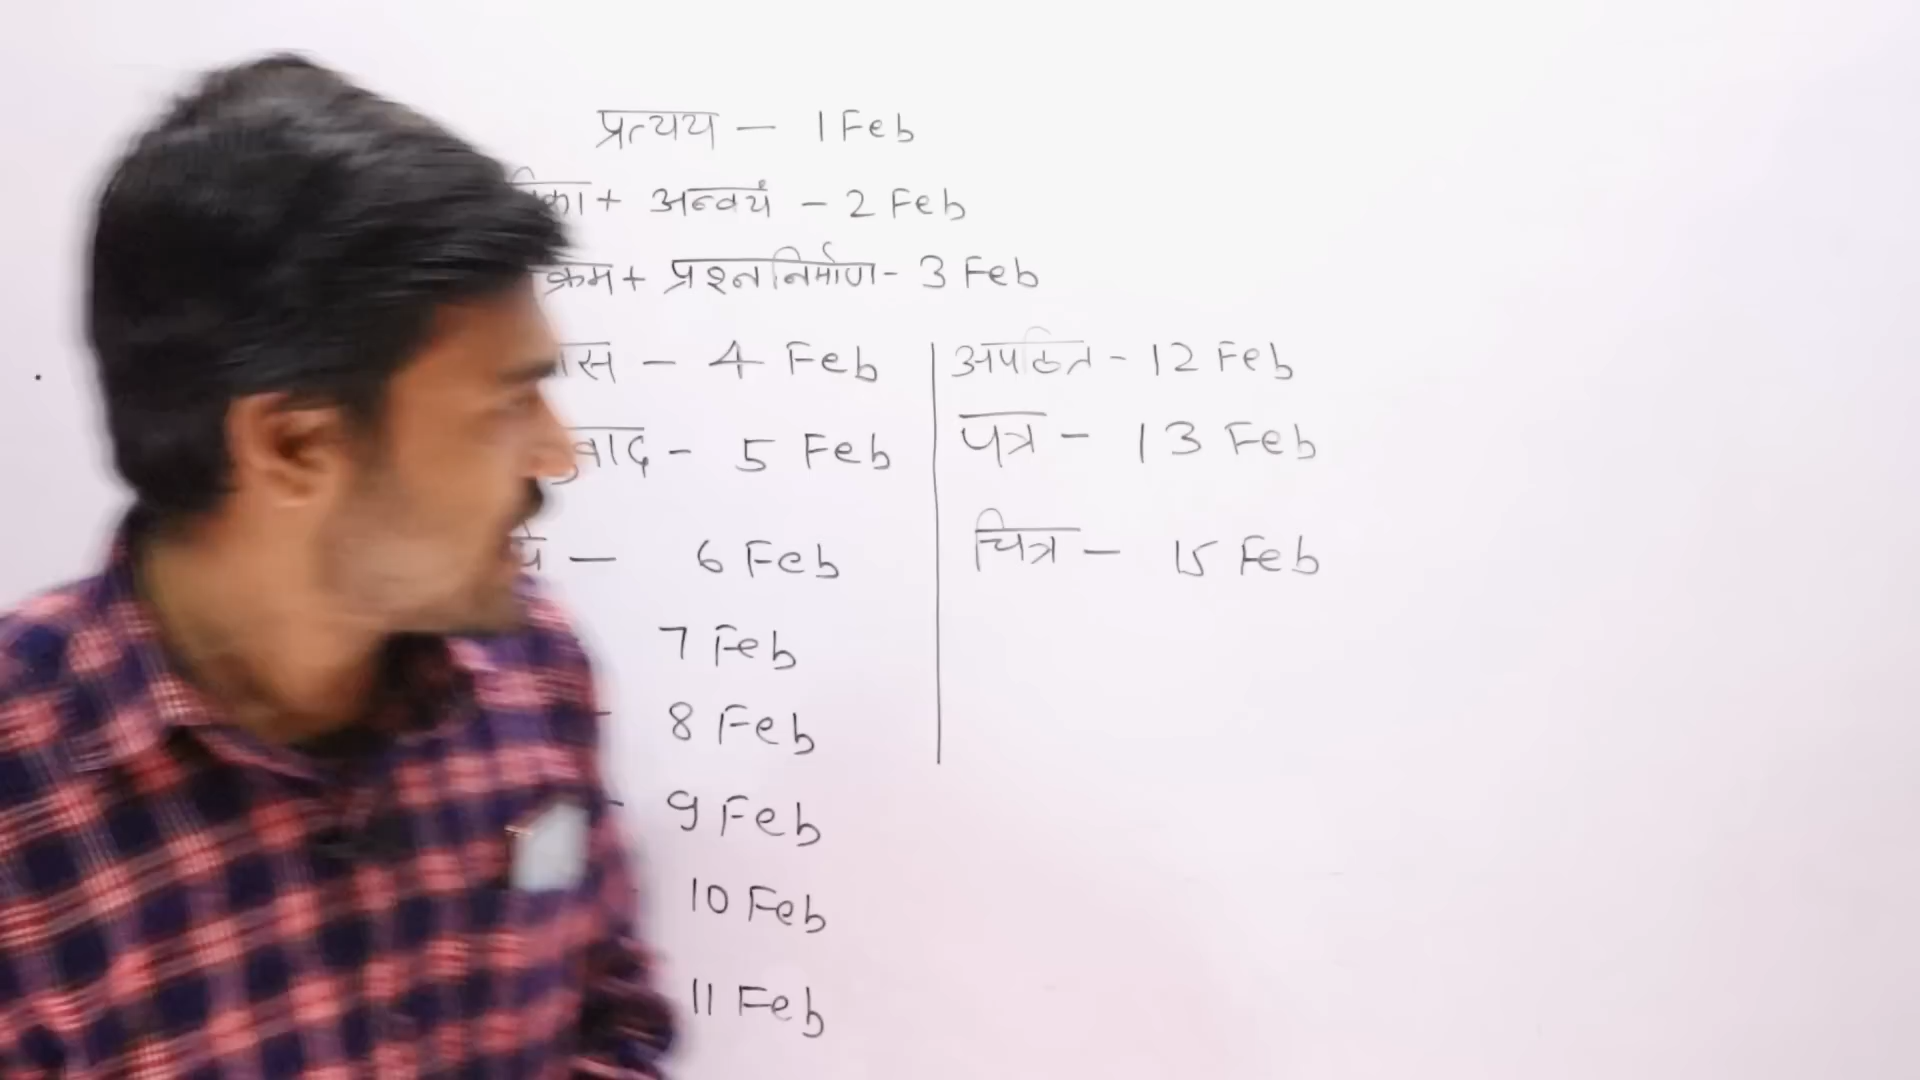 प्रत्यय — 1 Feb
+ अन्वयं - 2 Feb
क्रम + प्रश्ननिर्माण - 3 Feb
— 4 Feb
- 5 Feb
— 6 Feb
7 Feb
8 Feb
9 Feb
10 Feb
11 Feb
अपठित - 12 Feb
पत्र - 13 Feb
चित्र - 15 Feb